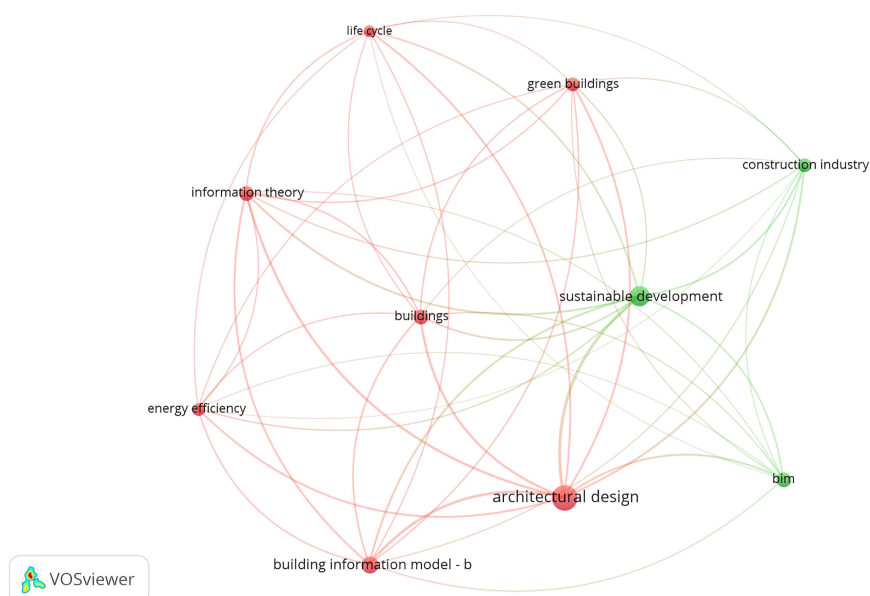 life cycle
green buildings
construction industry
information theory
sustainable development
buildings
energy efficiency
bim
architectural design
building information model - b
VOSviewer